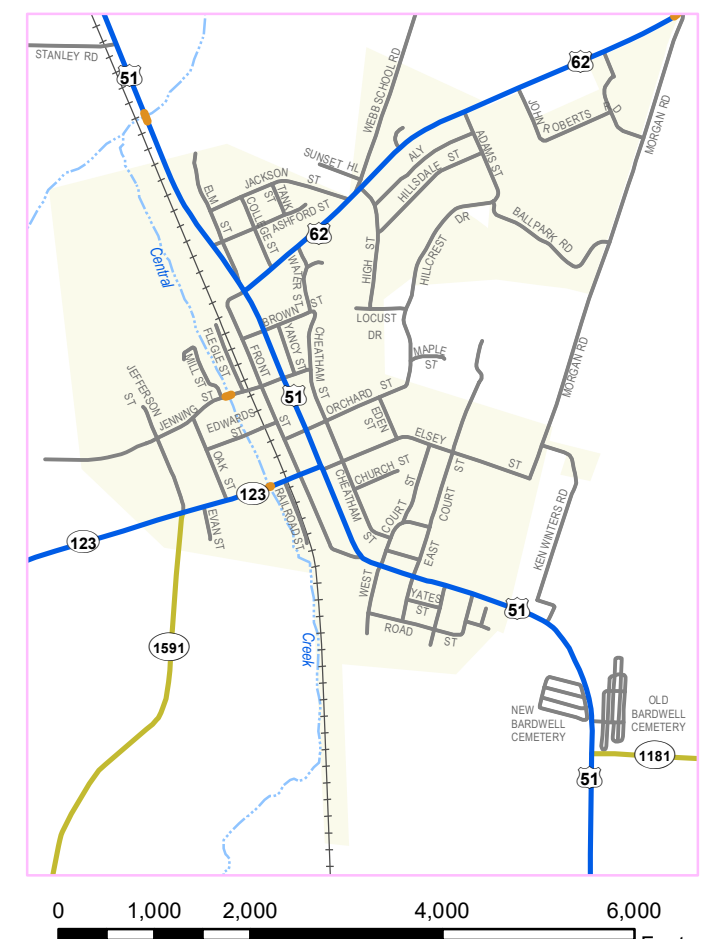 STANLEY RD
51
62
WEBB SCHOOL RD
JOHN
ROBERTS RD
MORGAN RD
SUNSET HL
ALY
HILLSDALE ST
ADAMS ST
JACKSON ST
TANK ST
ELM ST
COLLEGE ST
ASHFORD ST
62
BALLPARK RD
HILLCREST DR
HIGH ST
Central
WATER ST
BROWN ST
LOCUST
DR
FLEGLE ST
YANCY ST
CHEATHAM ST
MAPLE
ST
MILL ST
FRONT ST
JEFFERSON
ST
51
ORCHARD ST
MORGAN RD
JENNING ST
EDWARDS
ST
EDEN
ST
ELSEY ST
OAK ST
CHURCH ST
CHEATHAM
ST
123
RAILROAD ST
WEST COURT ST
EAST COURT ST
KEN WINTERS RD
EVAN ST
123
YATES
ST
51
ROAD ST
1591
Creek
NEW
BARDWELL
CEMETERY
OLD
BARDWELL
CEMETERY
1181
51
0 1,000 2,000 4,000 6,000